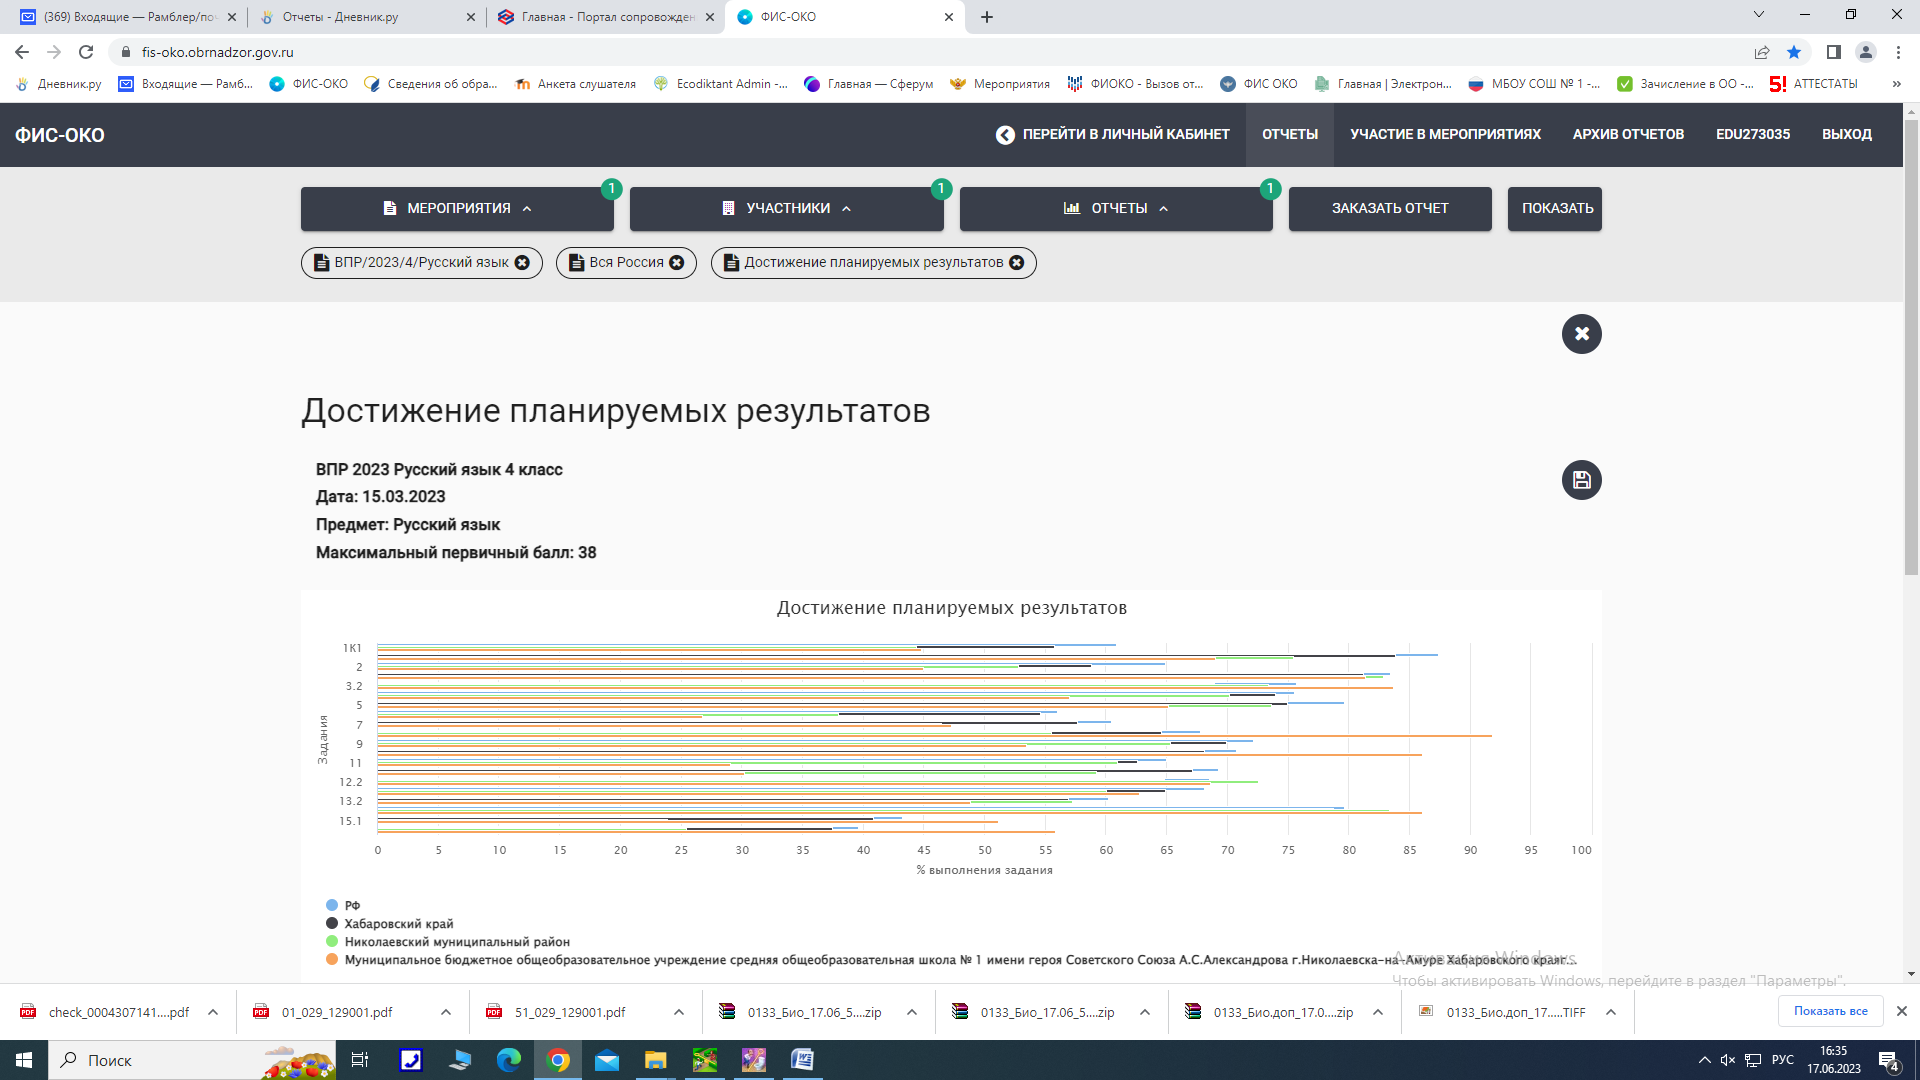 (369) Входящие — Рамблер/поч
Отчеты - Дневник.ру
Главная - Портал сопровожден
ФИС-ОКО
fis-oko.obrnadzor.gov.ru
Дневник.ру
Входящие — Рамб...
ФИС-ОКО
Сведения об обра...
Анкета слушателя
Ecodiktant Admin -...
Главная — Сферум
Мероприятия
ФИОКО - Вызов от...
ФИС ОКО
Главная | Электрон...
МБОУ СОШ № 1 -...
Зачисление в ОО -...
5! АТТЕСТАТЫ
»
ФИС-ОКО
ПЕРЕЙТИ В ЛИЧНЫЙ КАБИНЕТ
ОТЧЕТЫ
УЧАСТИЕ В МЕРОПРИЯТИЯХ
АРХИВ ОТЧЕТОВ
EDU273035
ВЫХОД
МЕРОПРИЯТИЯ 1
УЧАСТНИКИ 1
ОТЧЕТЫ 1
ЗАКАЗАТЬ ОТЧЕТ
ПОКАЗАТЬ
ВПР/2023/4/Русский язык
Вся Россия
Достижение планируемых результатов
Достижение планируемых результатов
ВПР 2023 Русский язык 4 класс
Дата: 15.03.2023
Предмет: Русский язык
Максимальный первичный балл: 38
Достижение планируемых результатов
Задания
1К1
2
3.2
5
7
9
11
12.2
13.2
15.1
0 5 10 15 20 25 30 35 40 45 50 55 60 65 70 75 80 85 90 95 100
% выполнения задания
РФ
Хабаровский край
Николаевский муниципальный район
Муниципальное бюджетное общеобразовательное учреждение средняя общеобразовательная школа № 1 имени героя Советского Союза А.С.Александрова г.Николаевска-на-Амуре Хабаровского краяг...
Активация Windows
Чтобы активировать Windows, перейдите в раздел "Параметры".
check_0004307141....pdf
01_029_129001.pdf
51_029_129001.pdf
0133_Био_17.06_5....zip
0133_Био_17.06_5....zip
0133_Био.доп_17.0....zip
0133_Био.доп_17.....TIFF
Показать все
Поиск
РУС
16:35
17.06.2023
4